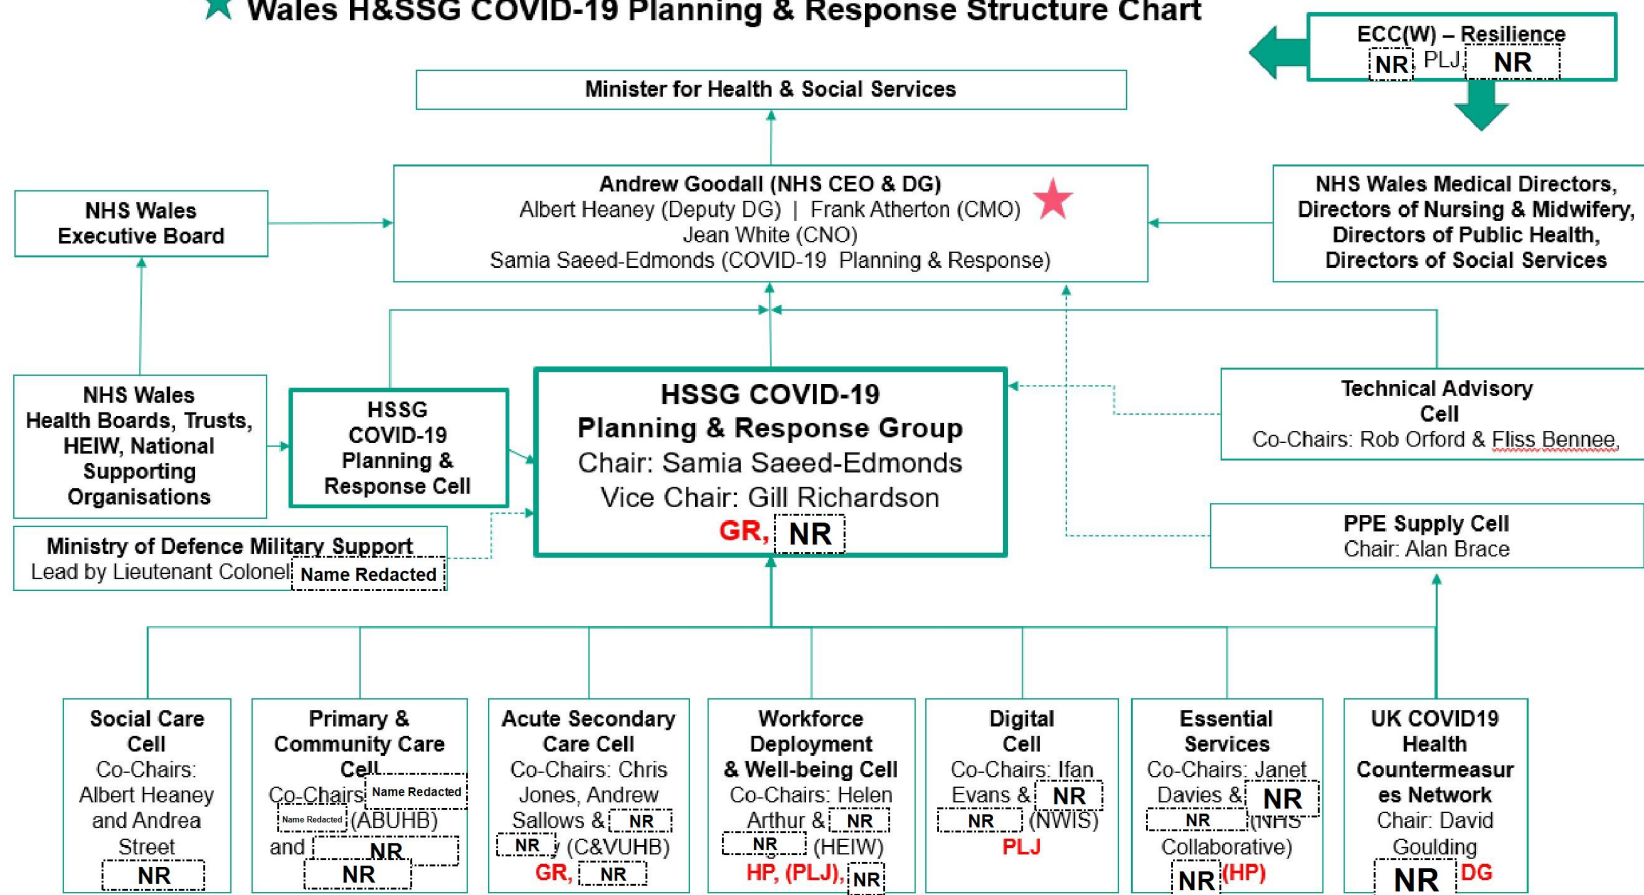 Wales H&SSG COVID-19 Planning & Response Structure Chart
ECC(W) – Resilience
NR, PLJ, NR
Minister for Health & Social Services
Andrew Goodall (NHS CEO & DG)
Albert Heaney (Deputy DG) | Frank Atherton (CMO)
Jean White (CNO)
Samia Saeed-Edmonds (COVID-19 Planning & Response)
NHS Wales
Executive Board
NHS Wales Medical Directors,
Directors of Nursing & Midwifery,
Directors of Public Health,
Directors of Social Services
NHS Wales
Health Boards, Trusts,
HEIW, National
Supporting
Organisations
HSSG
COVID-19
Planning &
Response Cell
HSSG COVID-19
Planning & Response Group
Chair: Samia Saeed-Edmonds
Vice Chair: Gill Richardson
GR, NR
Technical Advisory
Cell
Co-Chairs: Rob Orford & Fliss Bennee,
PPE Supply Cell
Chair: Alan Brace
Ministry of Defence Military Support
Lead by Lieutenant Colonel Name Redacted
Social Care
Cell
Co-Chairs:
Albert Heaney
and Andrea
Street
NR
Primary &
Community Care
Cell
Co-Chairs Name Redacted
Name Redacted (ABUHB)
and NR
NR
Acute Secondary
Care Cell
Co-Chairs: Chris
Jones, Andrew
Sallows & NR
NR y (C&VUHB)
GR, NR
Workforce
Deployment
& Well-being Cell
Co-Chairs: Helen
Arthur & NR
NR (HEIW)
HP, (PLJ), NR
Digital
Cell
Co-Chairs: Ifan
Evans & NR
NR (NWIS)
PLJ
Essential
Services
Co-Chairs: Janet
Davies & NR
NR (NHS
Collaborative)
NR (HP)
UK COVID19
Health
Countermeasur
es Network
Chair: David
Goulding
NR DG